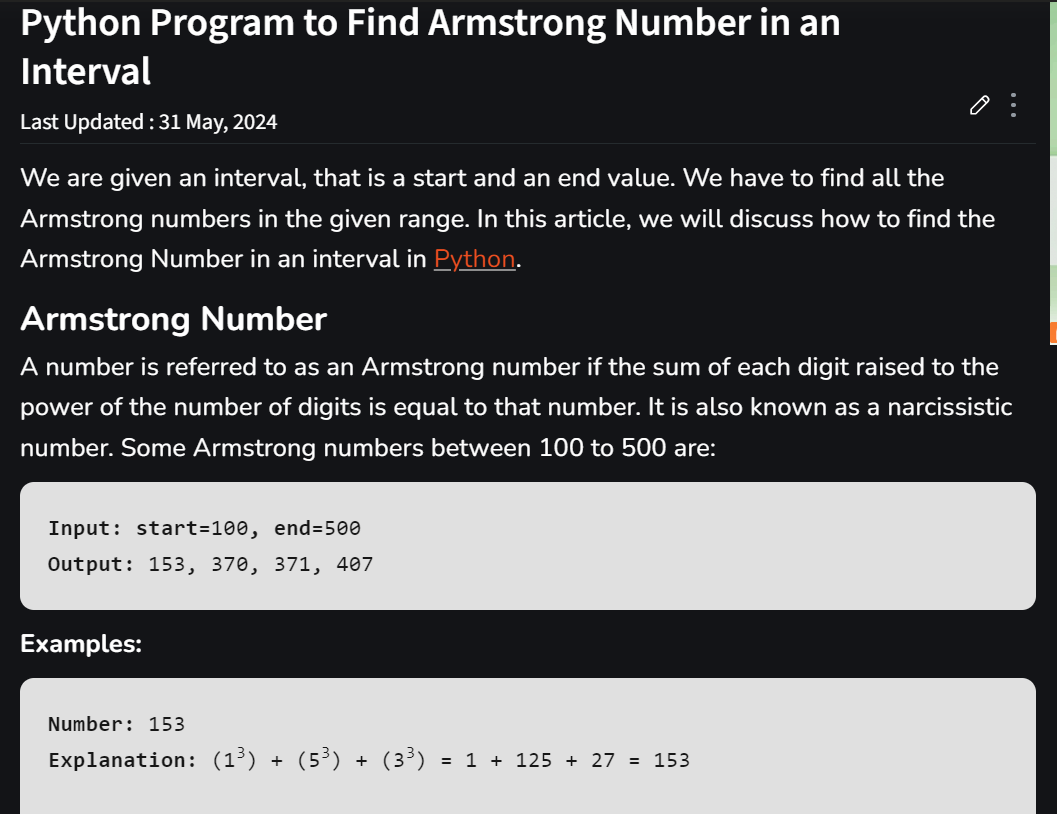 Python Program to Find Armstrong Number in an
Interval
Last Updated : 31 May, 2024
We are given an interval, that is a start and an end value. We have to find all the
Armstrong numbers in the given range. In this article, we will discuss how to find the
Armstrong Number in an interval in Python.
Armstrong Number
A number is referred to as an Armstrong number if the sum of each digit raised to the
power of the number of digits is equal to that number. It is also known as a narcissistic
number. Some Armstrong numbers between 100 to 500 are:
Input: start=100, end=500
Output: 153, 370, 371, 407
Examples:
Number: 153
Explanation: (1³) + (5³) + (3³) = 1 + 125 + 27 = 153